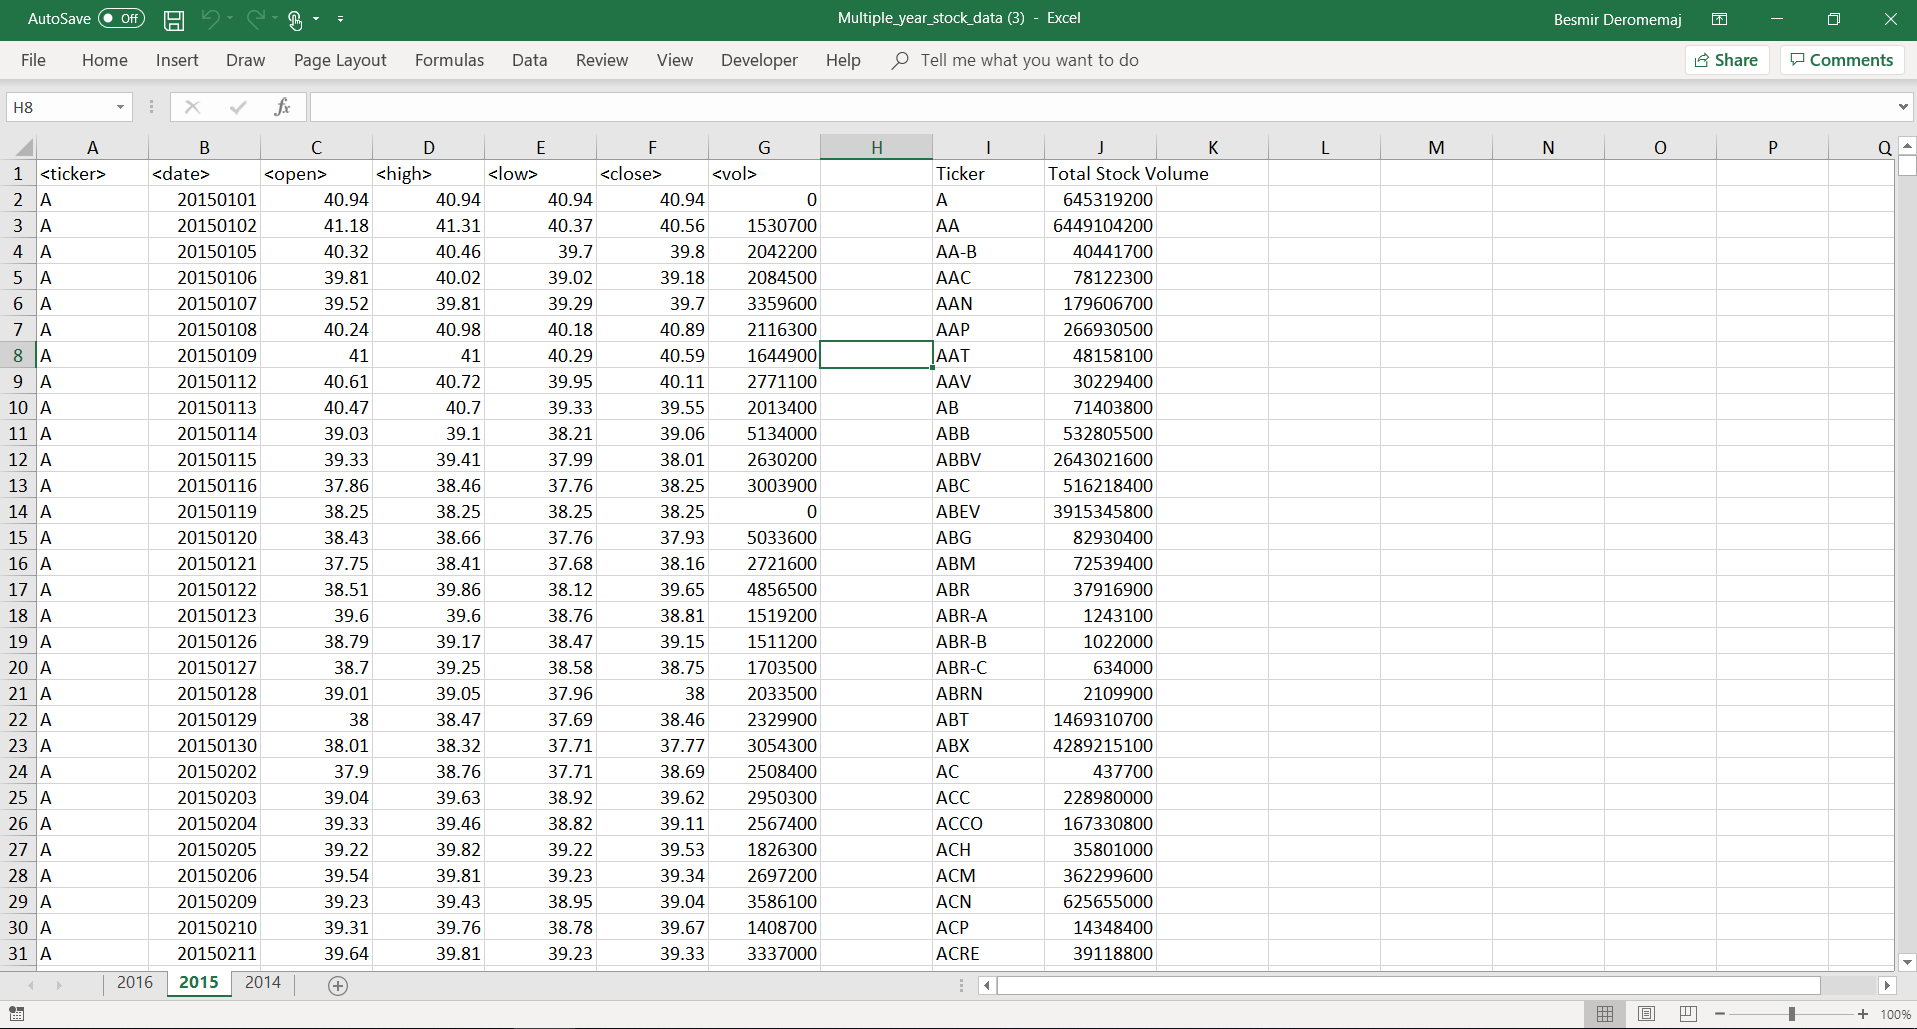 AutoSave Off Multiple_year_stock_data (3) - Excel Besmir Deromemaj
File Home Insert Draw Page Layout Formulas Data Review View Developer Help Tell me what you want to do Share Comments
H8 fx
A B C D E F G H I J K L M N O P Q
1 <ticker> <date> <open> <high> <low> <close> <vol> Ticker Total Stock Volume
2 A 20150101 40.94 40.94 40.94 40.94 0 A 645319200
3 A 20150102 41.18 41.31 40.37 40.56 1530700 AA 6449104200
4 A 20150105 40.32 40.46 39.7 39.8 2042200 AA-B 40441700
5 A 20150106 39.81 40.02 39.02 39.18 2084500 AAC 78122300
6 A 20150107 39.52 39.81 39.29 39.7 3359600 AAN 179606700
7 A 20150108 40.24 40.98 40.18 40.89 2116300 AAP 266930500
8 A 20150109 41 41 40.29 40.59 1644900 AAT 48158100
9 A 20150112 40.61 40.72 39.95 40.11 2771100 AAV 30229400
10 A 20150113 40.47 40.7 39.33 39.55 2013400 AB 71403800
11 A 20150114 39.03 39.1 38.21 39.06 5134000 ABB 532805500
12 A 20150115 39.33 39.41 37.99 38.01 2630200 ABBV 2643021600
13 A 20150116 37.86 38.46 37.76 38.25 3003900 ABC 516218400
14 A 20150119 38.25 38.25 38.25 38.25 0 ABEV 3915345800
15 A 20150120 38.43 38.66 37.76 37.93 5033600 ABG 82930400
16 A 20150121 37.75 38.41 37.68 38.16 2721600 ABM 72539400
17 A 20150122 38.51 39.86 38.12 39.65 4856500 ABR 37916900
18 A 20150123 39.6 39.6 38.76 38.81 1519200 ABR-A 1243100
19 A 20150126 38.79 39.17 38.47 39.15 1511200 ABR-B 1022000
20 A 20150127 38.7 39.25 38.58 38.75 1703500 ABR-C 634000
21 A 20150128 39.01 39.05 37.96 38 2033500 ABRN 2109900
22 A 20150129 38 38.47 37.69 38.46 2329900 ABT 1469310700
23 A 20150130 38.01 38.32 37.71 37.77 3054300 ABX 4289215100
24 A 20150202 37.9 38.76 37.71 38.69 2508400 AC 437700
25 A 20150203 39.04 39.63 38.92 39.62 2950300 ACC 228980000
26 A 20150204 39.33 39.46 38.82 39.11 2567400 ACCO 167330800
27 A 20150205 39.22 39.82 39.22 39.53 1826300 ACH 35801000
28 A 20150206 39.54 39.81 39.23 39.34 2697200 ACM 362299600
29 A 20150209 39.23 39.43 38.95 39.04 3586100 ACN 625655000
30 A 20150210 39.31 39.76 38.78 39.67 1408700 ACP 14348400
31 A 20150211 39.64 39.81 39.23 39.33 3337000 ACRE 39118800
2016 2015 2014
100%